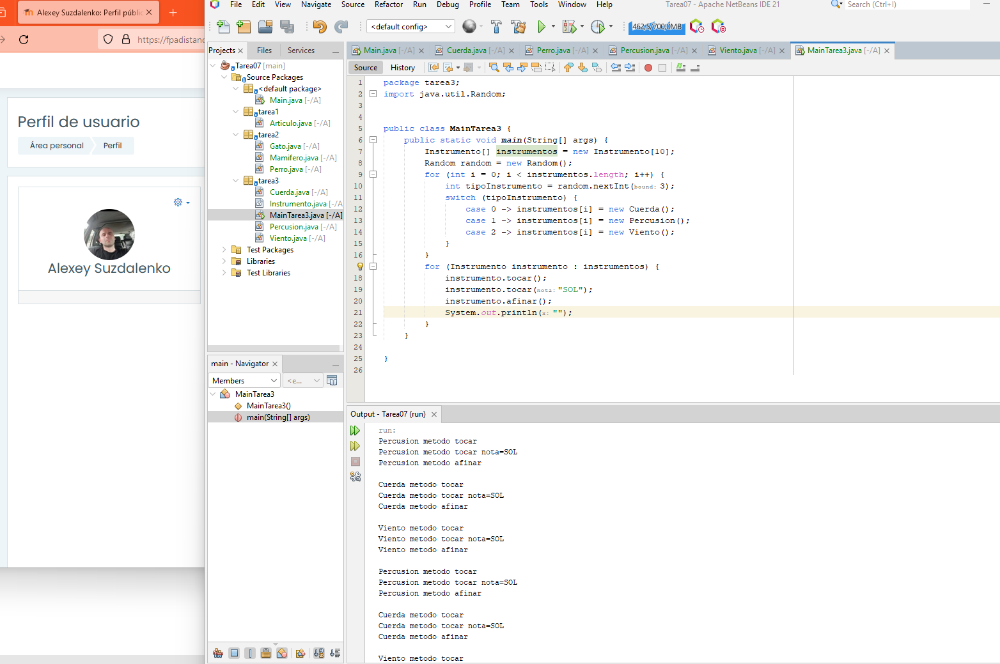 Alexey Suzdalenko: Perfil públic
https://fpadistanc
Perfil de usuario
Área personal
Perfil
Alexey Suzdalenko
File Edit View Navigate Source Refactor Run Debug Profile Team Tools Window Help
Tarea07 - Apache NetBeans IDE 21
Search (Ctrl+I)
<default config>
462,5/700,0MB
Projects Files Services
Tarea07 [main]
Source Packages
<default package>
Main.java [-/A]
tarea1
Articulo.java [-/A]
tarea2
Gato.java [-/A]
Mamifero.java [-/A]
Perro.java [-/A]
tarea3
Cuerda.java [-/A]
Instrumento.java [-/A
MainTarea3.java [-/A]
Percusion.java [-/A]
Viento.java [-/A]
Test Packages
Libraries
Test Libraries
main - Navigator
Members
<e...
MainTarea3
MainTarea3()
main(String[] args)
Main.java [-/A] Cuerda.java [-/A] Perro.java [-/A] Percusion.java [-/A] Viento.java [-/A] MainTarea3.java [-/A]
Source History
1 package tarea3;
2 import java.util.Random;
3
4
5 public class MainTarea3 {
6 public static void main(String[] args) {
7 Instrumento[] instrumentos = new Instrumento[10];
8 Random random = new Random();
9 for (int i = 0; i < instrumentos.length; i++) {
10 int tipoInstrumento = random.nextInt(bound: 3);
11 switch (tipoInstrumento) {
12 case 0 -> instrumentos[i] = new Cuerda();
13 case 1 -> instrumentos[i] = new Percusion();
14 case 2 -> instrumentos[i] = new Viento();
15 }
16 }
for (Instrumento instrumento : instrumentos) {
18 instrumento.tocar();
19 instrumento.tocar(nota: "SOL");
20 instrumento.afinar();
21 System.out.println(x: "");
22 }
23 }
24
25 }
26
Output - Tarea07 (run)
run:
Percusion metodo tocar
Percusion metodo tocar nota=SOL
Percusion metodo afinar
Cuerda metodo tocar
Cuerda metodo tocar nota=SOL
Cuerda metodo afinar
Viento metodo tocar
Viento metodo tocar nota=SOL
Viento metodo afinar
Percusion metodo tocar
Percusion metodo tocar nota=SOL
Percusion metodo afinar
Cuerda metodo tocar
Cuerda metodo tocar nota=SOL
Cuerda metodo afinar
Viento metodo tocar